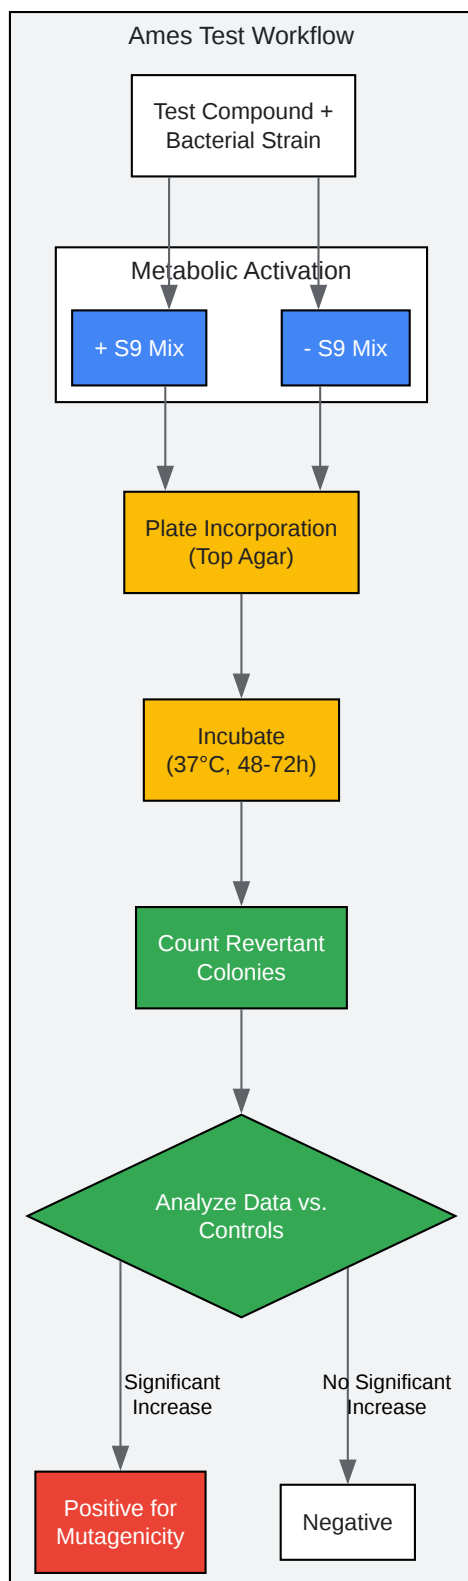 Ames Test Workflow
Test Compound +
Bacterial Strain
Metabolic Activation
+ S9 Mix
- S9 Mix
Plate Incorporation
(Top Agar)
Incubate
(37°C, 48-72h)
Count Revertant
Colonies
Analyze Data vs.
Controls
Significant
Increase
No Significant
Increase
Positive for
Mutagenicity
Negative